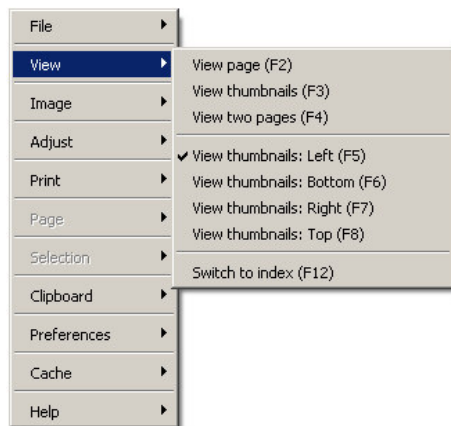 File
View
Image
Adjust
Print
Page
Selection
Clipboard
Preferences
Cache
Help
View page (F2)
View thumbnails (F3)
View two pages (F4)
View thumbnails: Left (F5)
View thumbnails: Bottom (F6)
View thumbnails: Right (F7)
View thumbnails: Top (F8)
Switch to index (F12)